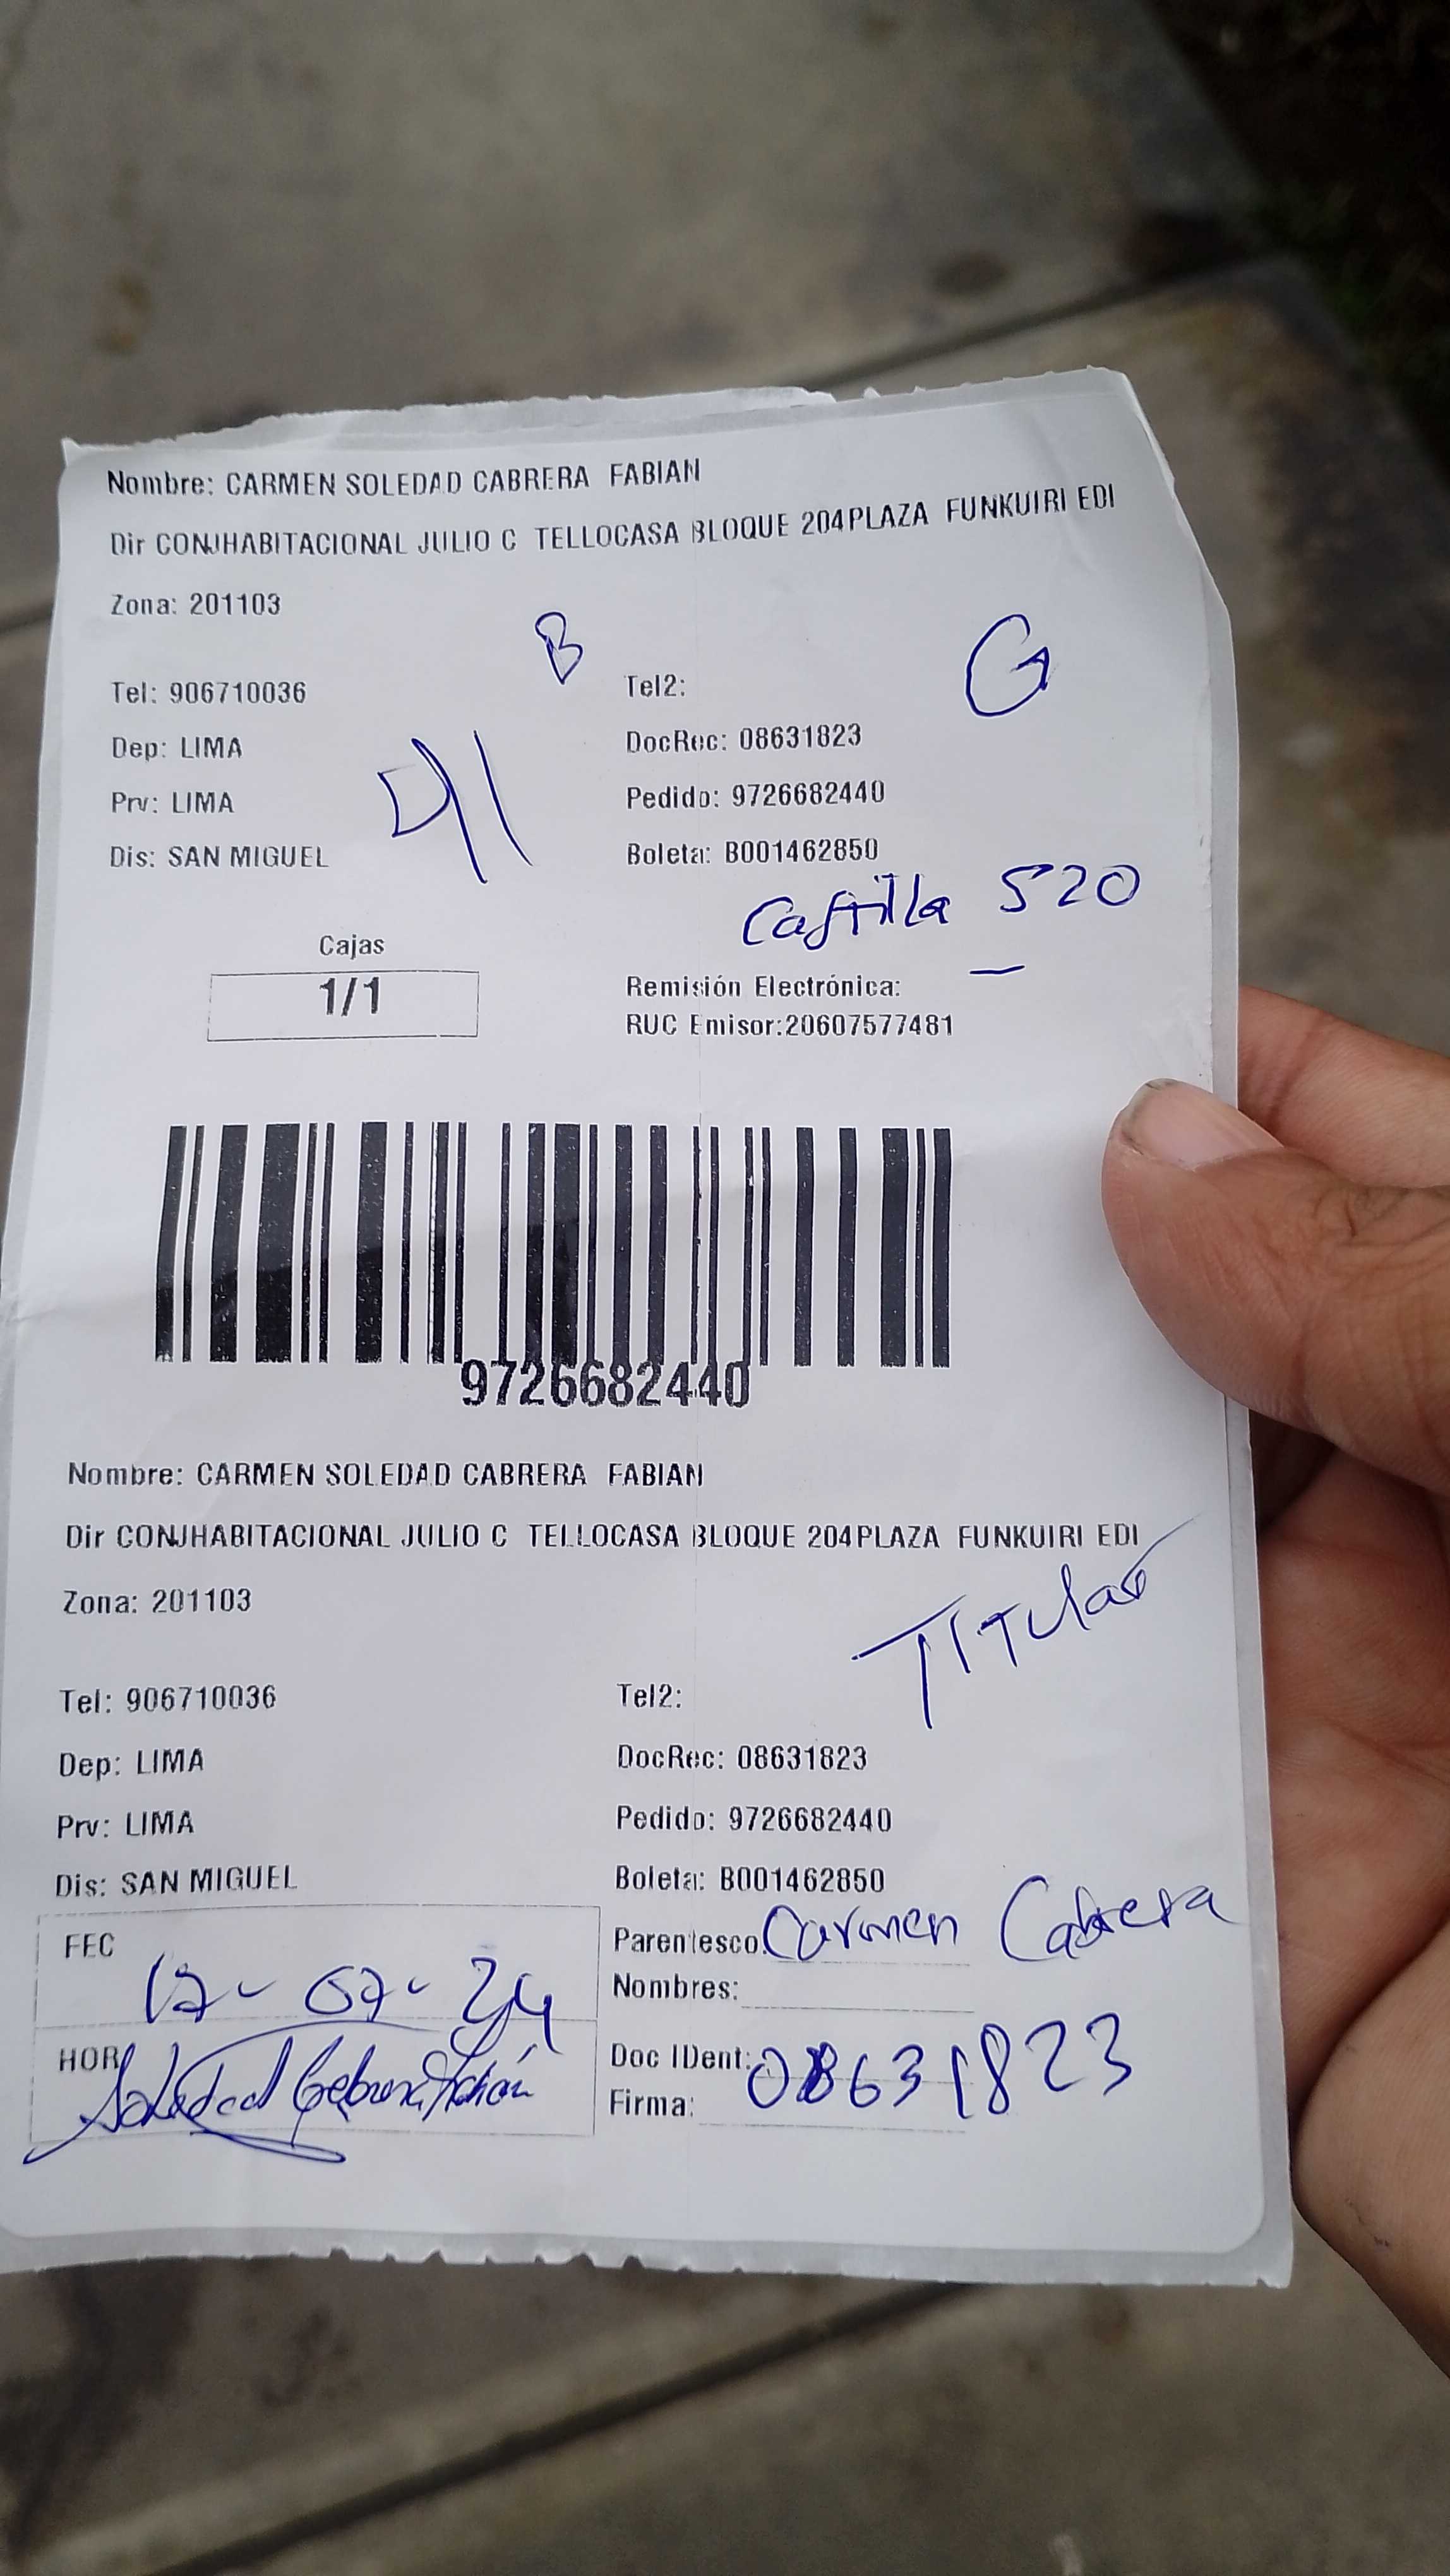 Nombre: CARMEN SOLEDAD CABRERA FABIAN
Dir CONJHABITACIONAL JULIO C TELLOCASA BLOQUE 204PLAZA FUNKUIRI EDI
Zona: 201103
B
G
Tel: 906710036 Tel2:
Dep: LIMA DocRec: 08631823
Prv: LIMA Pedido: 9726682440
Dis: SAN MIGUEL Boleta: B001462850
Castilla 520
Cajas
1/1
Remisión Electrónica:
RUC Emisor:20607577481
9726682440
Nombre: CARMEN SOLEDAD CABRERA FABIAN
Dir CONJHABITACIONAL JULIO C TELLOCASA BLOQUE 204PLAZA FUNKUIRI EDI
Zona: 201103
TITular
Tel: 906710036 Tel2:
Dep: LIMA DocRec: 08631823
Prv: LIMA Pedido: 9726682440
Dis: SAN MIGUEL Boleta: B001462850
FEC Parentesco: Carmen Cabrera
12-07-24 Nombres:
HOR Doc IDent: 08631823
Soledad Firma: